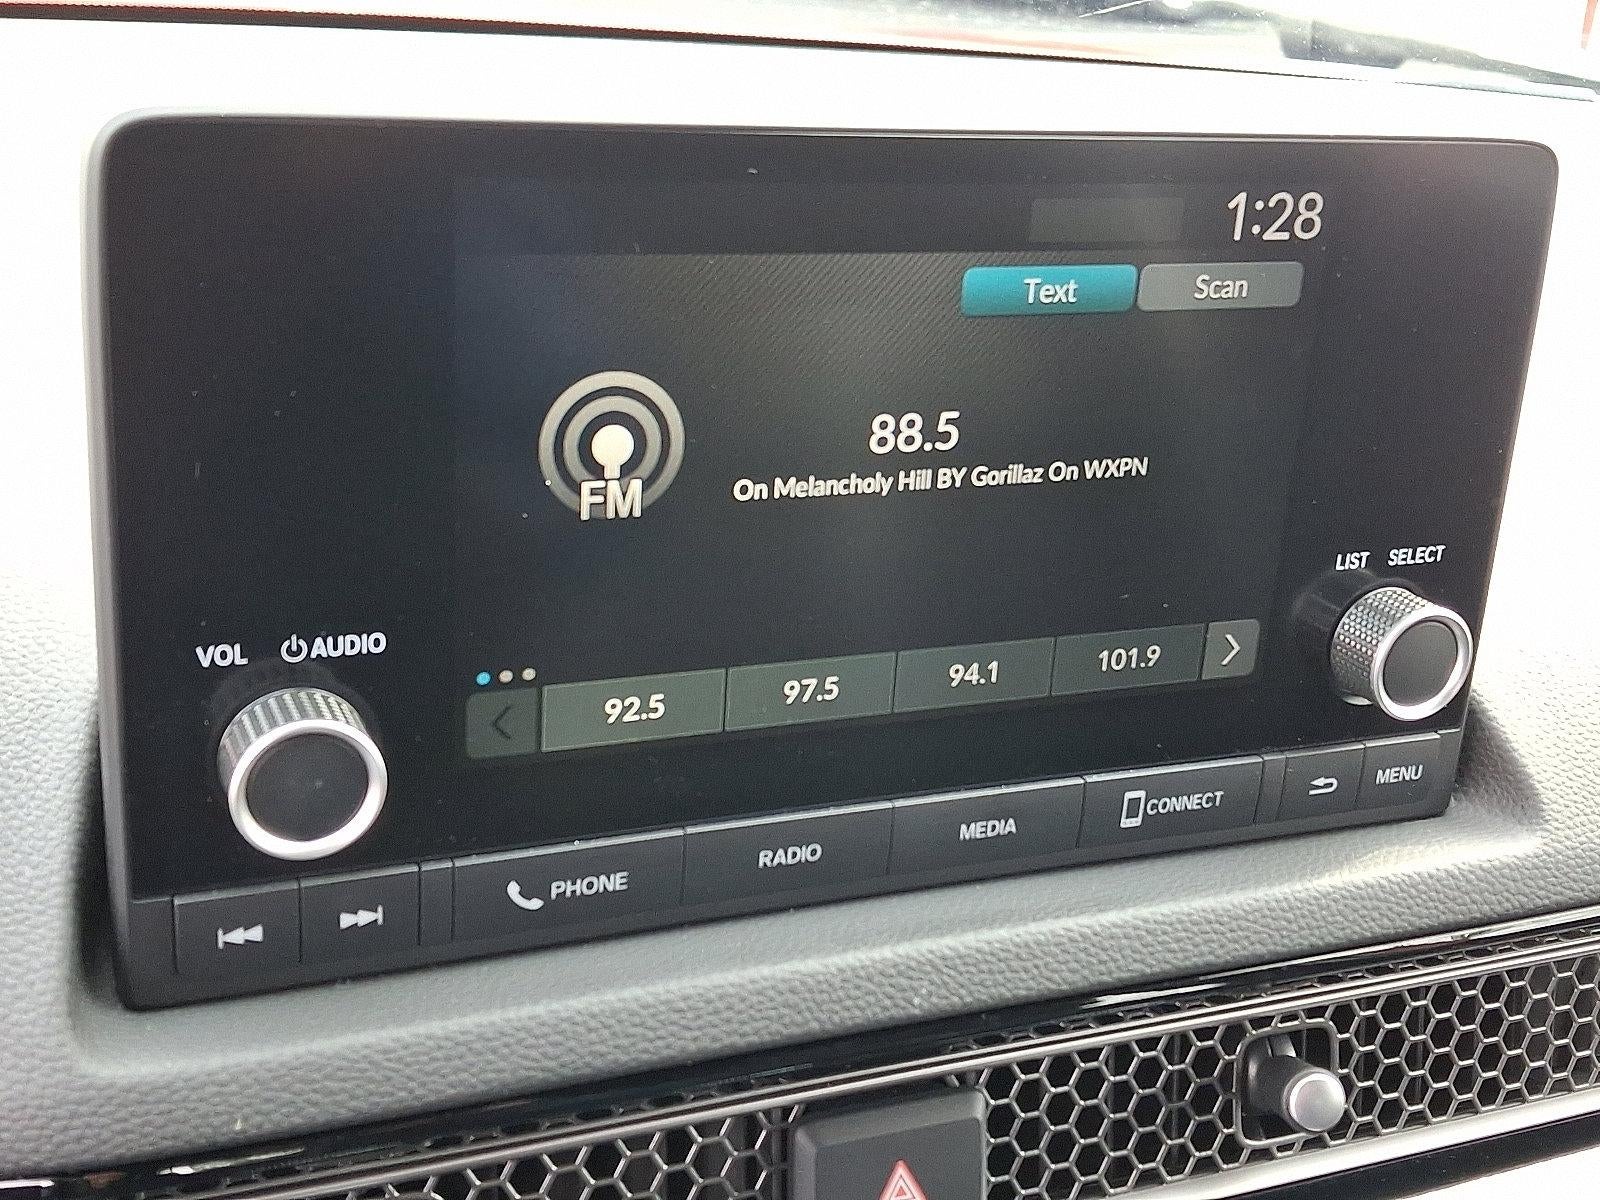 1:28
Text
Scan
FM
88.5
On Melancholy Hill BY Gorillaz On WXPN
LIST SELECT
VOL AUDIO
92.5
97.5
94.1
101.9
PHONE
RADIO
MEDIA
CONNECT
MENU